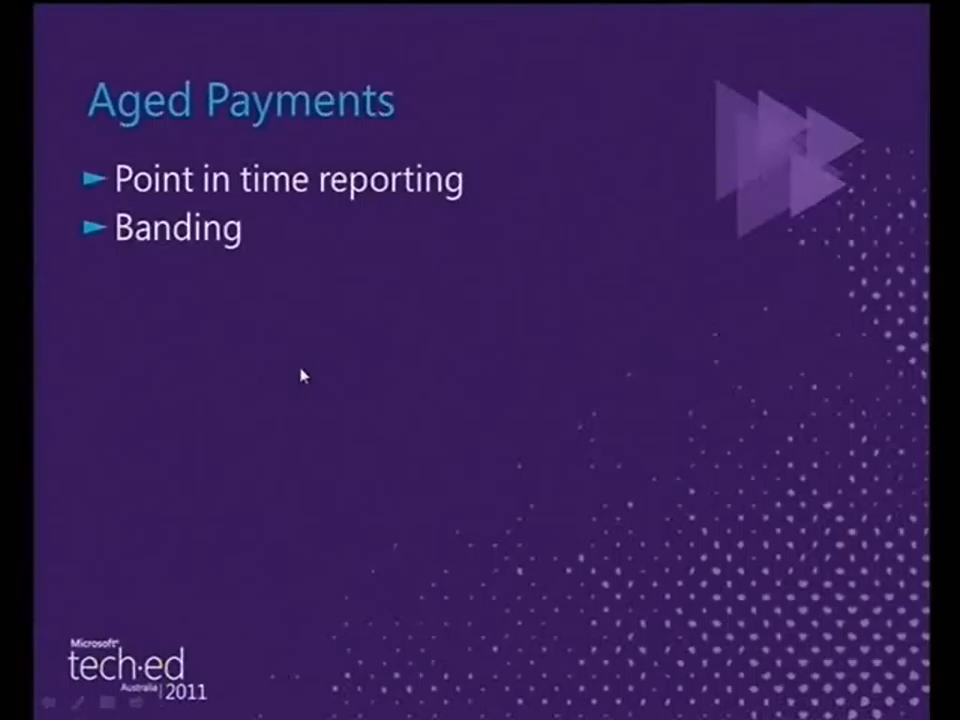 Aged Payments
Point in time reporting
Banding
Microsoft
tech·ed
Australia | 2011